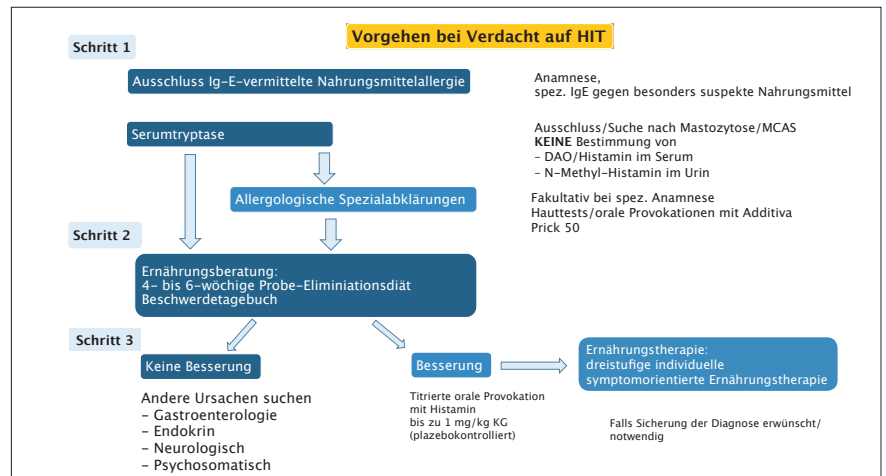 Vorgehen bei Verdacht auf HIT
Schritt 1
Ausschluss Ig-E-vermittelte Nahrungsmittelallergie
Anamnese,
spez. IgE gegen besonders suspekte Nahrungsmittel
Serumtryptase
Ausschluss/Suche nach Mastozytose/MCAS
KEINE Bestimmung von
– DAO/Histamin im Serum
– N-Methyl-Histamin im Urin
Allergologische Spezialabklärungen
Fakultativ bei spez. Anamnese
Hauttests/orale Provokationen mit Additiva
Prick 50
Schritt 2
Ernährungsberatung:
4- bis 6-wöchige Probe-Eliminiationsdiät
Beschwerdetagebuch
Schritt 3
Keine Besserung
Andere Ursachen suchen
– Gastroenterologie
– Endokrin
– Neurologisch
– Psychosomatisch
Besserung
Titrierte orale Provokation
mit Histamin
bis zu 1 mg/kg KG
(plazebokontrolliert)
Ernährungstherapie:
dreistufige individuelle
symptomorientierte Ernährungstherapie
Falls Sicherung der Diagnose erwünscht/
notwendig